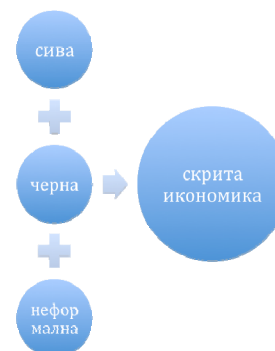 сива
черна
нефор
мална
скрита
икономика